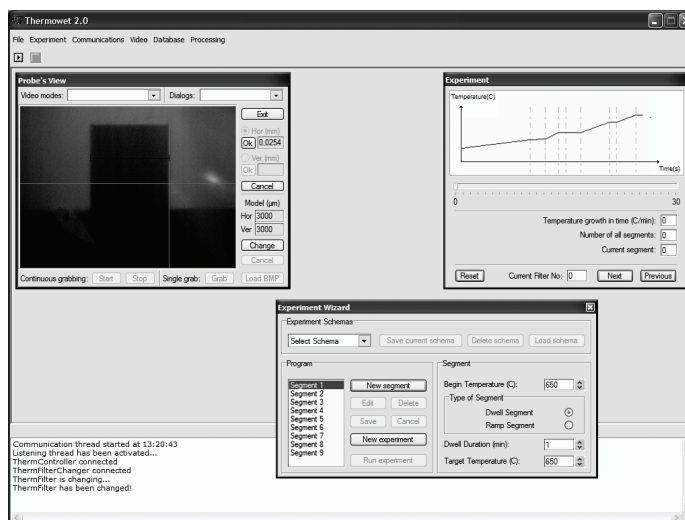 Thermowet 2.0
File Experiment Communications Video Database Processing
Probe's View
Video modes: Dialogs:
Exit
Hor (mm)
Ok 0,0254
Ver (mm)
Ok
Cancel
Model (µm)
Hor 3000
Ver 3000
Change
Cancel
Continuous grabbing: Start Stop Single grab: Grab Load BMP
Experiment
Temperature(C)
Time(s)
0 30
Temperature growth in time (C/min): 0
Number of all segments: 0
Current segment: 0
Reset Current Filter No: 0 Next Previous
Experiment Wizard
Experiment Schemas
Select Schema Save current schema Delete schema Load schema
Program
Segment 1
Segment 2
Segment 3
Segment 4
Segment 5
Segment 6
Segment 7
Segment 8
Segment 9
New segment
Edit Delete
Save Cancel
New experiment
Run experiment
Segment
Begin Temperature (C): 650
Type of Segment
Dwell Segment
Ramp Segment
Dwell Duration (min): 1
Target Temperature (C): 650
Communication thread started at 13:20:43
Listening thread has been activated...
ThermController connected
ThermFilterChanger connected
ThermFilter is changing...
ThermFilter has been changed!